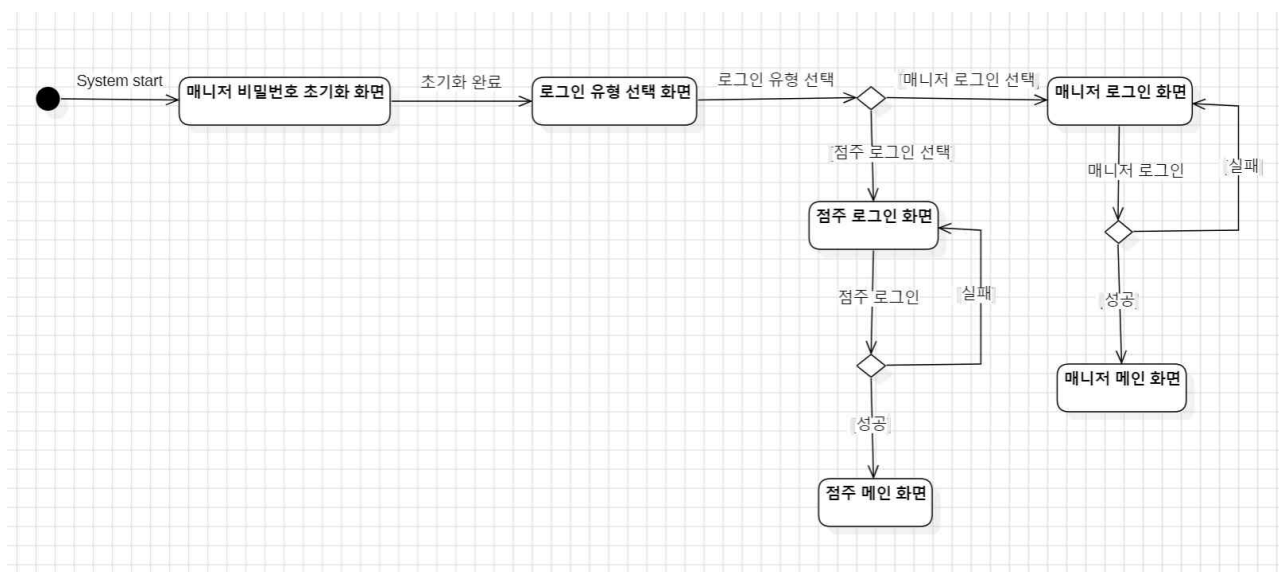 System start
매니저 비밀번호 초기화 화면
초기화 완료
로그인 유형 선택 화면
로그인 유형 선택
[매니저 로그인 선택]
매니저 로그인 화면
[점주 로그인 선택]
매니저 로그인
[실패]
점주 로그인 화면
점주 로그인
[실패]
[성공]
매니저 메인 화면
[성공]
점주 메인 화면